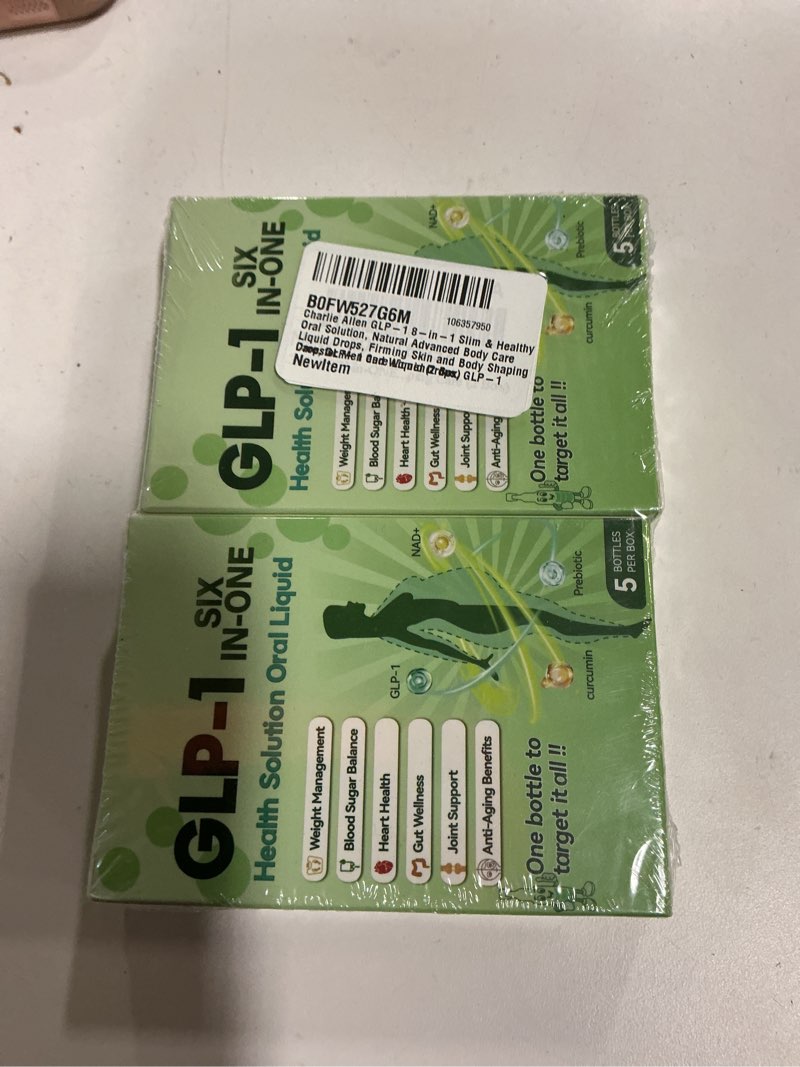 GLP-1
SIX
IN-ONE
Health Sol
id
NAD+
Prebiotic
curcumin
5
BOTTLES
B0FW527G6M
106357950
Charlie Allen GLP-1 8-in-1 Slim & Healthy
Oral Solution, Natural Advanced Body Care
Liquid Drops, Firming Skin and Body Shaping
GLP-1
NewItem
Weight Manage
Blood Sugar Ba
Heart Health
Gut Wellness
Joint Suppo
Anti-Aging
One bottle to
target it all !!
GLP-1
SIX
IN-ONE
Health Solution Oral Liquid
NAD+
Prebiotic
GLP-1
curcumin
5
BOTTLES
PER BOX
Weight Management
Blood Sugar Balance
Heart Health
Gut Wellness
Joint Support
Anti-Aging Benefits
One bottle to
target it all !!